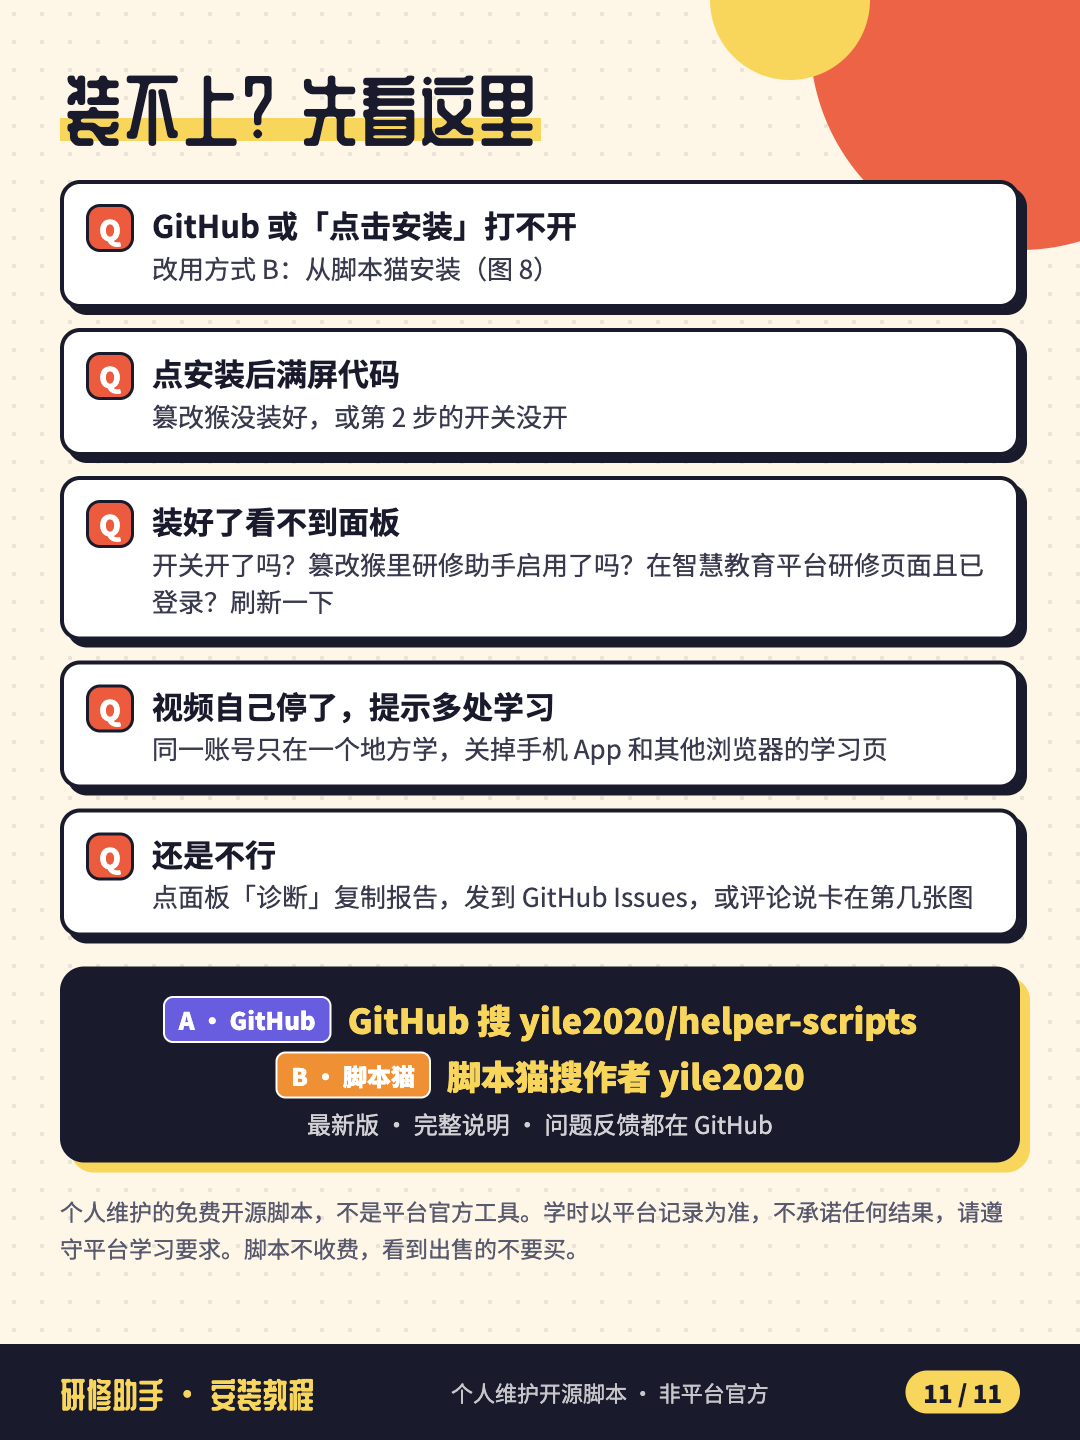 装不上？先看这里
Q GitHub 或「点击安装」打不开
改用方式 B：从脚本猫安装（图 8）
Q 点安装后满屏代码
篡改猴没装好，或第 2 步的开关没开
Q 装好了看不到面板
开关开了吗？篡改猴里研修助手启用了吗？在智慧教育平台研修页面且已
登录？刷新一下
Q 视频自己停了，提示多处学习
同一账号只在一个地方学，关掉手机 App 和其他浏览器的学习页
Q 还是不行
点面板「诊断」复制报告，发到 GitHub Issues，或评论说卡在第几张图
A · GitHub GitHub 搜 yile2020/helper-scripts
B · 脚本猫 脚本猫搜作者 yile2020
最新版 · 完整说明 · 问题反馈都在 GitHub
个人维护的免费开源脚本，不是平台官方工具。学时以平台记录为准，不承诺任何结果，请遵
守平台学习要求。脚本不收费，看到出售的不要买。
研修助手 · 安装教程 个人维护开源脚本 · 非平台官方 11 / 11